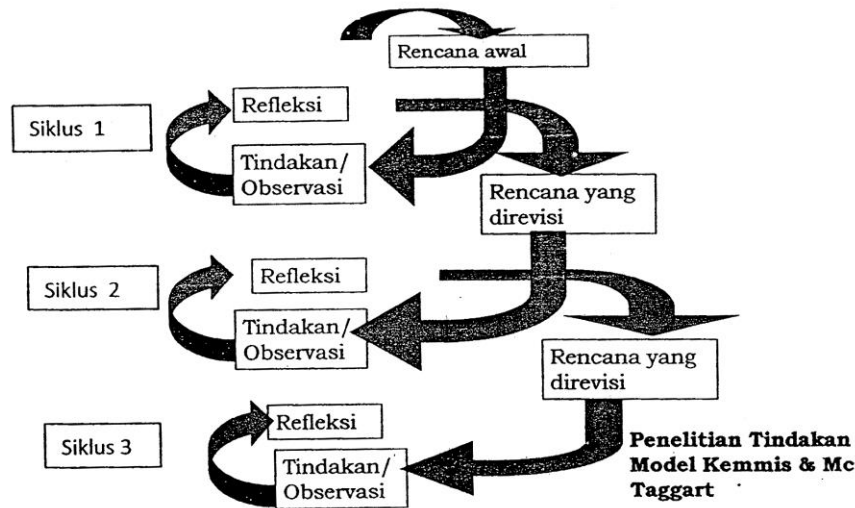 Rencana awal
Siklus 1
Refleksi
Tindakan/
Observasi
Rencana yang
direvisi
Siklus 2
Refleksi
Tindakan/
Observasi
Rencana yang
direvisi
Siklus 3
Refleksi
Tindakan/
Observasi
Penelitian Tindakan
Model Kemmis & Mc
Taggart